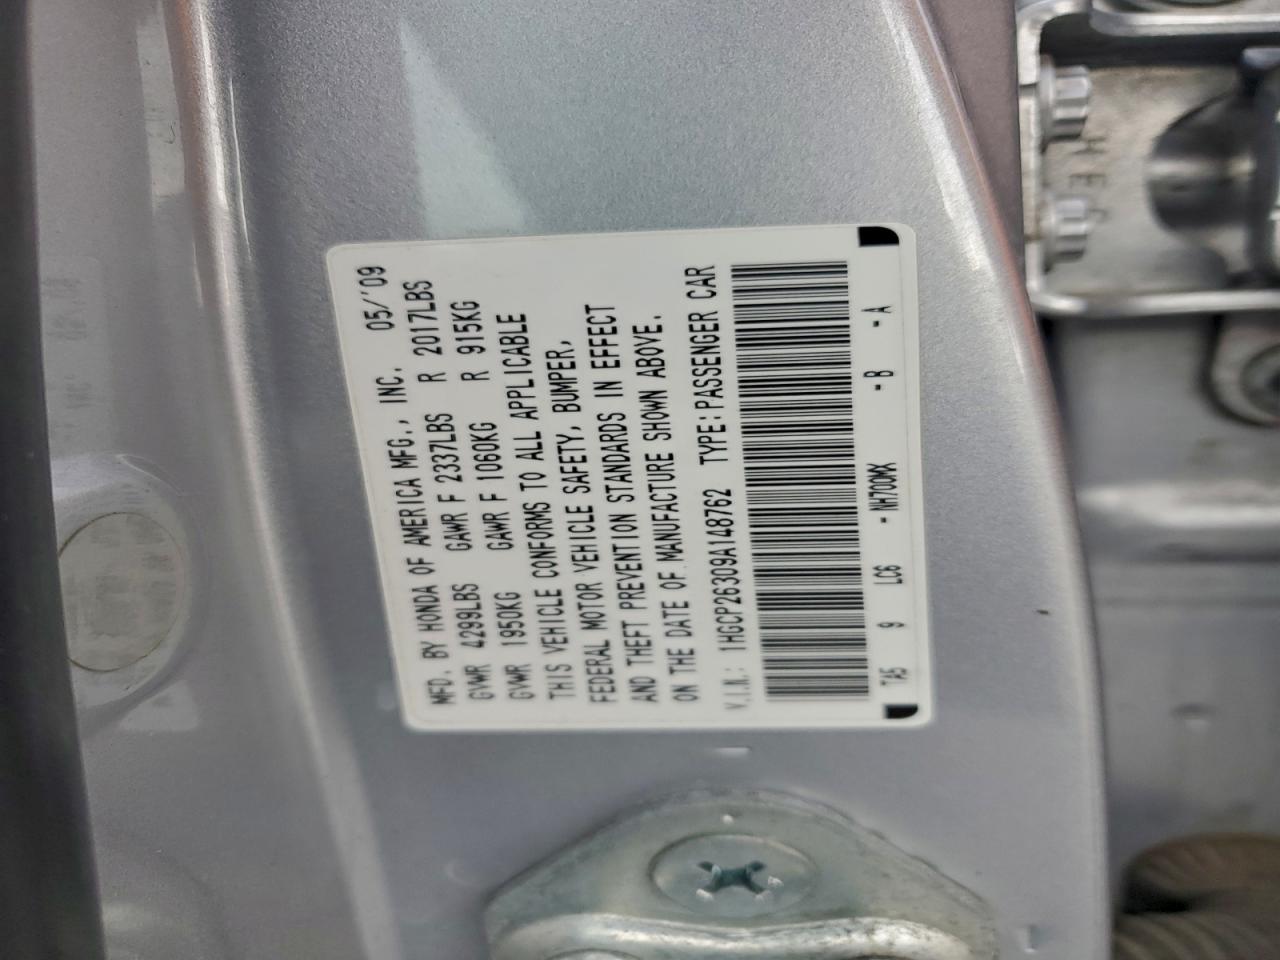 MFD. BY HONDA OF AMERICA MFG., INC. 05/'09
GVWR 4299LBS GAWR F 2337LBS R 2017LBS
GVWR 1950KG GAWR F 1060KG R 915KG
THIS VEHICLE CONFORMS TO ALL APPLICABLE
FEDERAL MOTOR VEHICLE SAFETY, BUMPER,
AND THEFT PREVENTION STANDARDS IN EFFECT
ON THE DATE OF MANUFACTURE SHOWN ABOVE.
V.I.N.: 1HGCP26309A148762 TYPE:PASSENGER CAR
TA5 9 LC6 -NH700MX -B -A